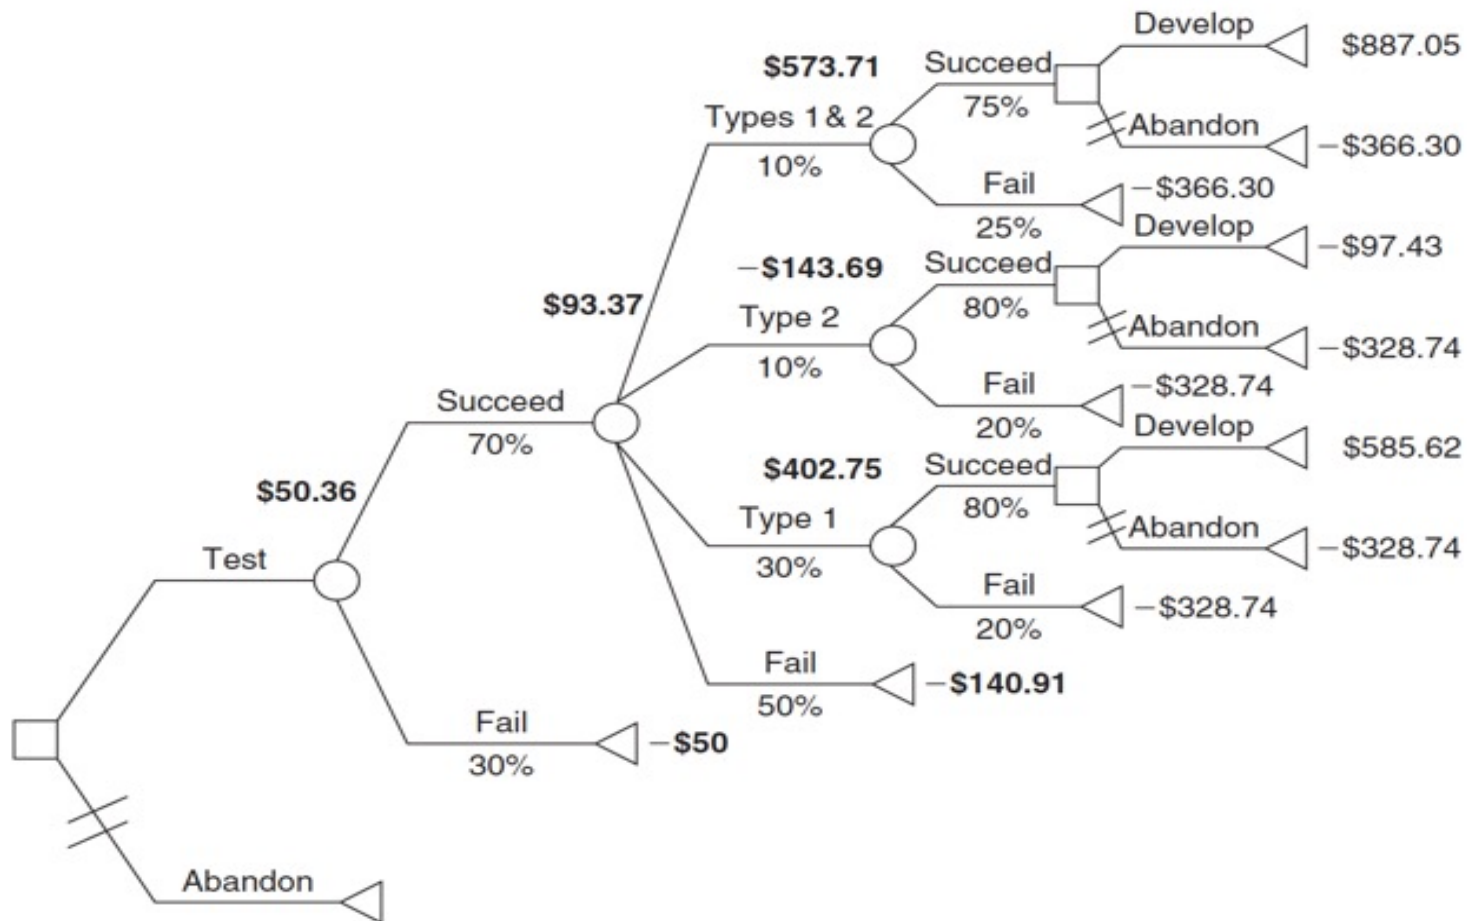 Develop
$887.05
$573.71
Succeed
75%
Types 1 & 2
10%
Abandon
–$366.30
Fail
25%
–$366.30
Develop
–$97.43
–$143.69
Succeed
80%
$93.37
Type 2
10%
Abandon
–$328.74
Fail
20%
–$328.74
Succeed
70%
Develop
$585.62
$402.75
Succeed
80%
$50.36
Type 1
30%
Abandon
–$328.74
Test
Fail
20%
–$328.74
Fail
50%
–$140.91
Fail
30%
–$50
Abandon